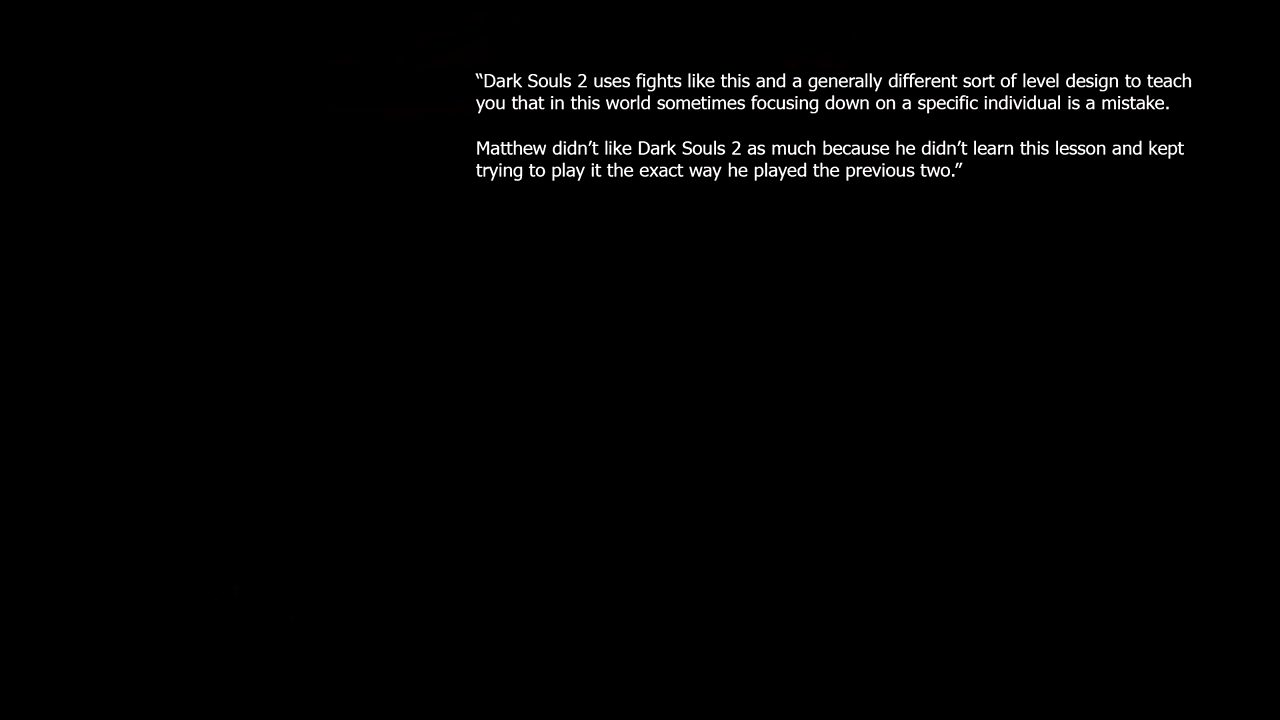 “Dark Souls 2 uses fights like this and a generally different sort of level design to teach
you that in this world sometimes focusing down on a specific individual is a mistake.
Matthew didn’t like Dark Souls 2 as much because he didn’t learn this lesson and kept
trying to play it the exact way he played the previous two.”